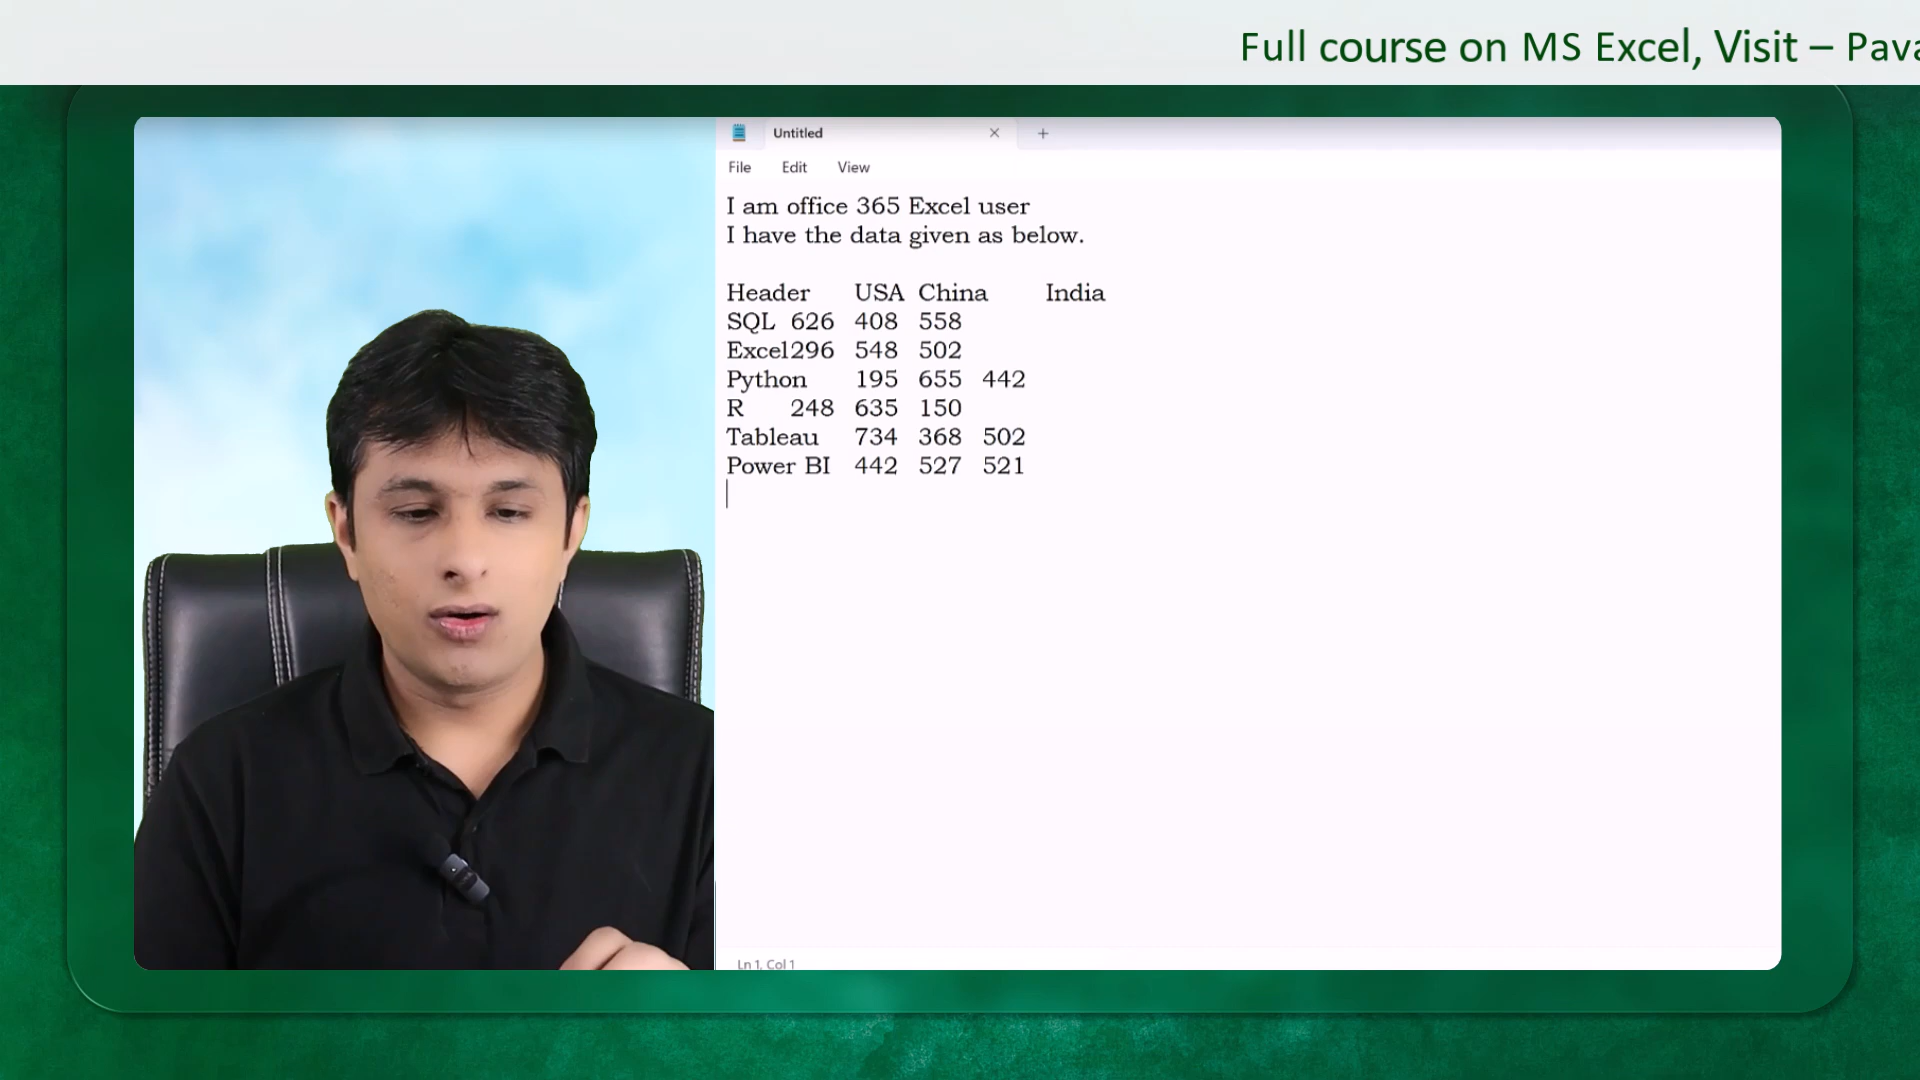 Full course on MS Excel, Visit –
Untitled
File Edit View
I am office 365 Excel user
I have the data given as below.
Header USA China India
SQL 626 408 558
Excel296 548 502
Python 195 655 442
R 248 635 150
Tableau 734 368 502
Power BI 442 527 521
Ln 1, Col 1